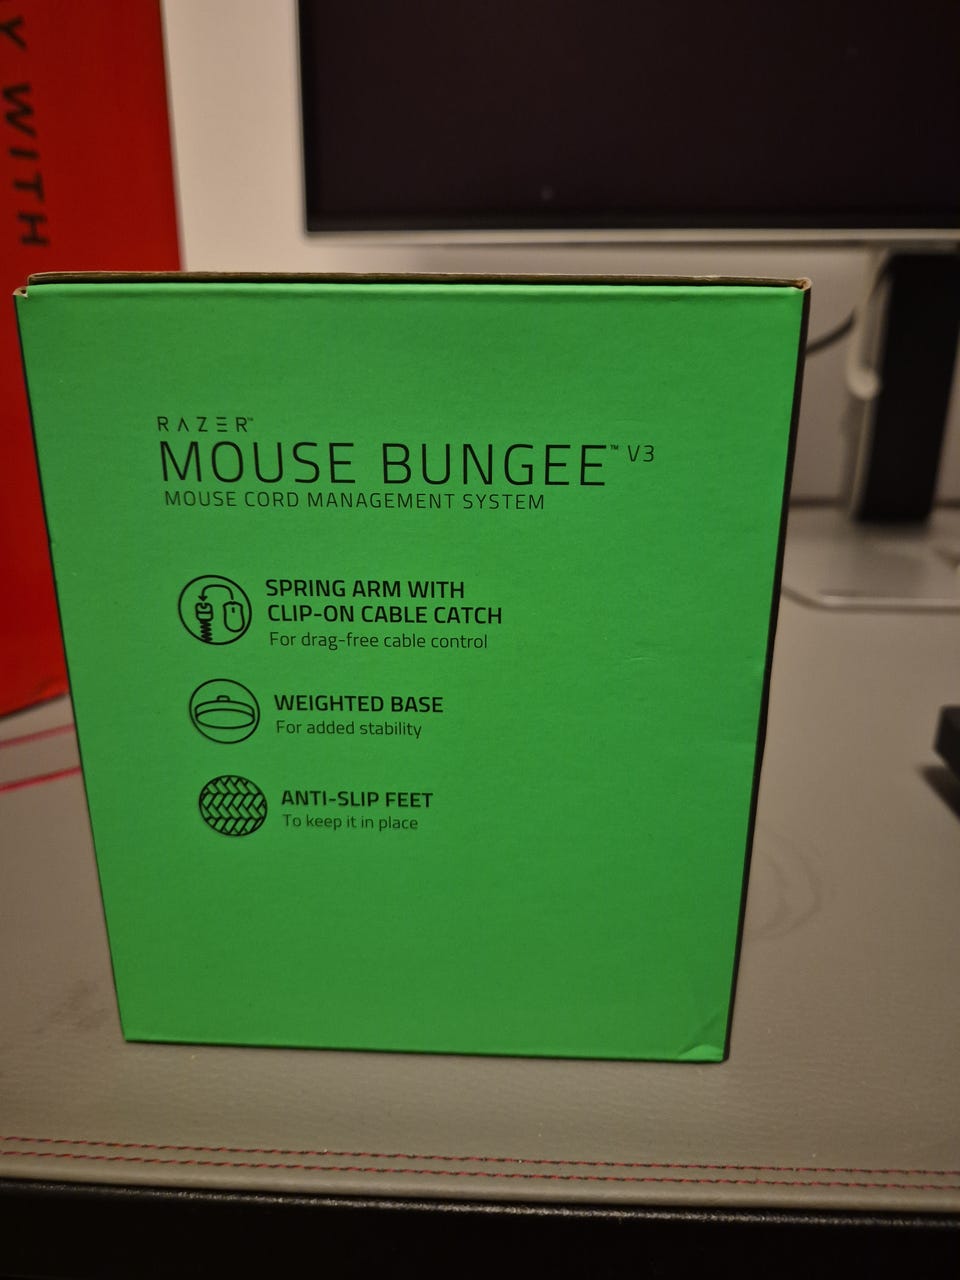 Y WITH
RAZER™
MOUSE BUNGEE™ V3
MOUSE CORD MANAGEMENT SYSTEM
SPRING ARM WITH
CLIP-ON CABLE CATCH
For drag-free cable control
WEIGHTED BASE
For added stability
ANTI-SLIP FEET
To keep it in place